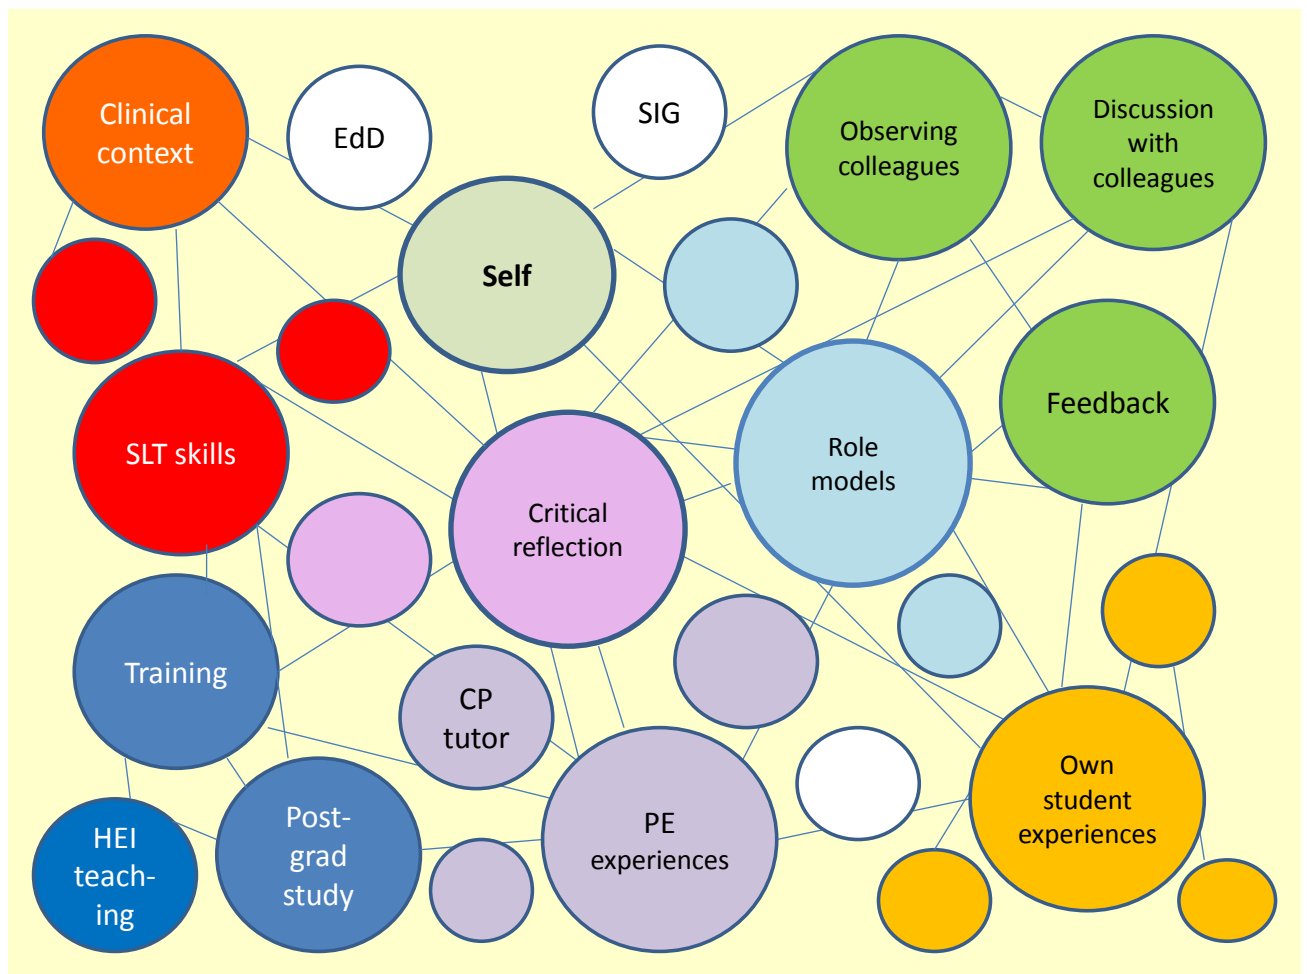 Clinical
context
EdD
SIG
Observing
colleagues
Discussion
with
colleagues
Self
Feedback
SLT skills
Role
models
Critical
reflection
Training
CP
tutor
Own
student
experiences
HEI
teach-
ing
Post-
grad
study
PE
experiences